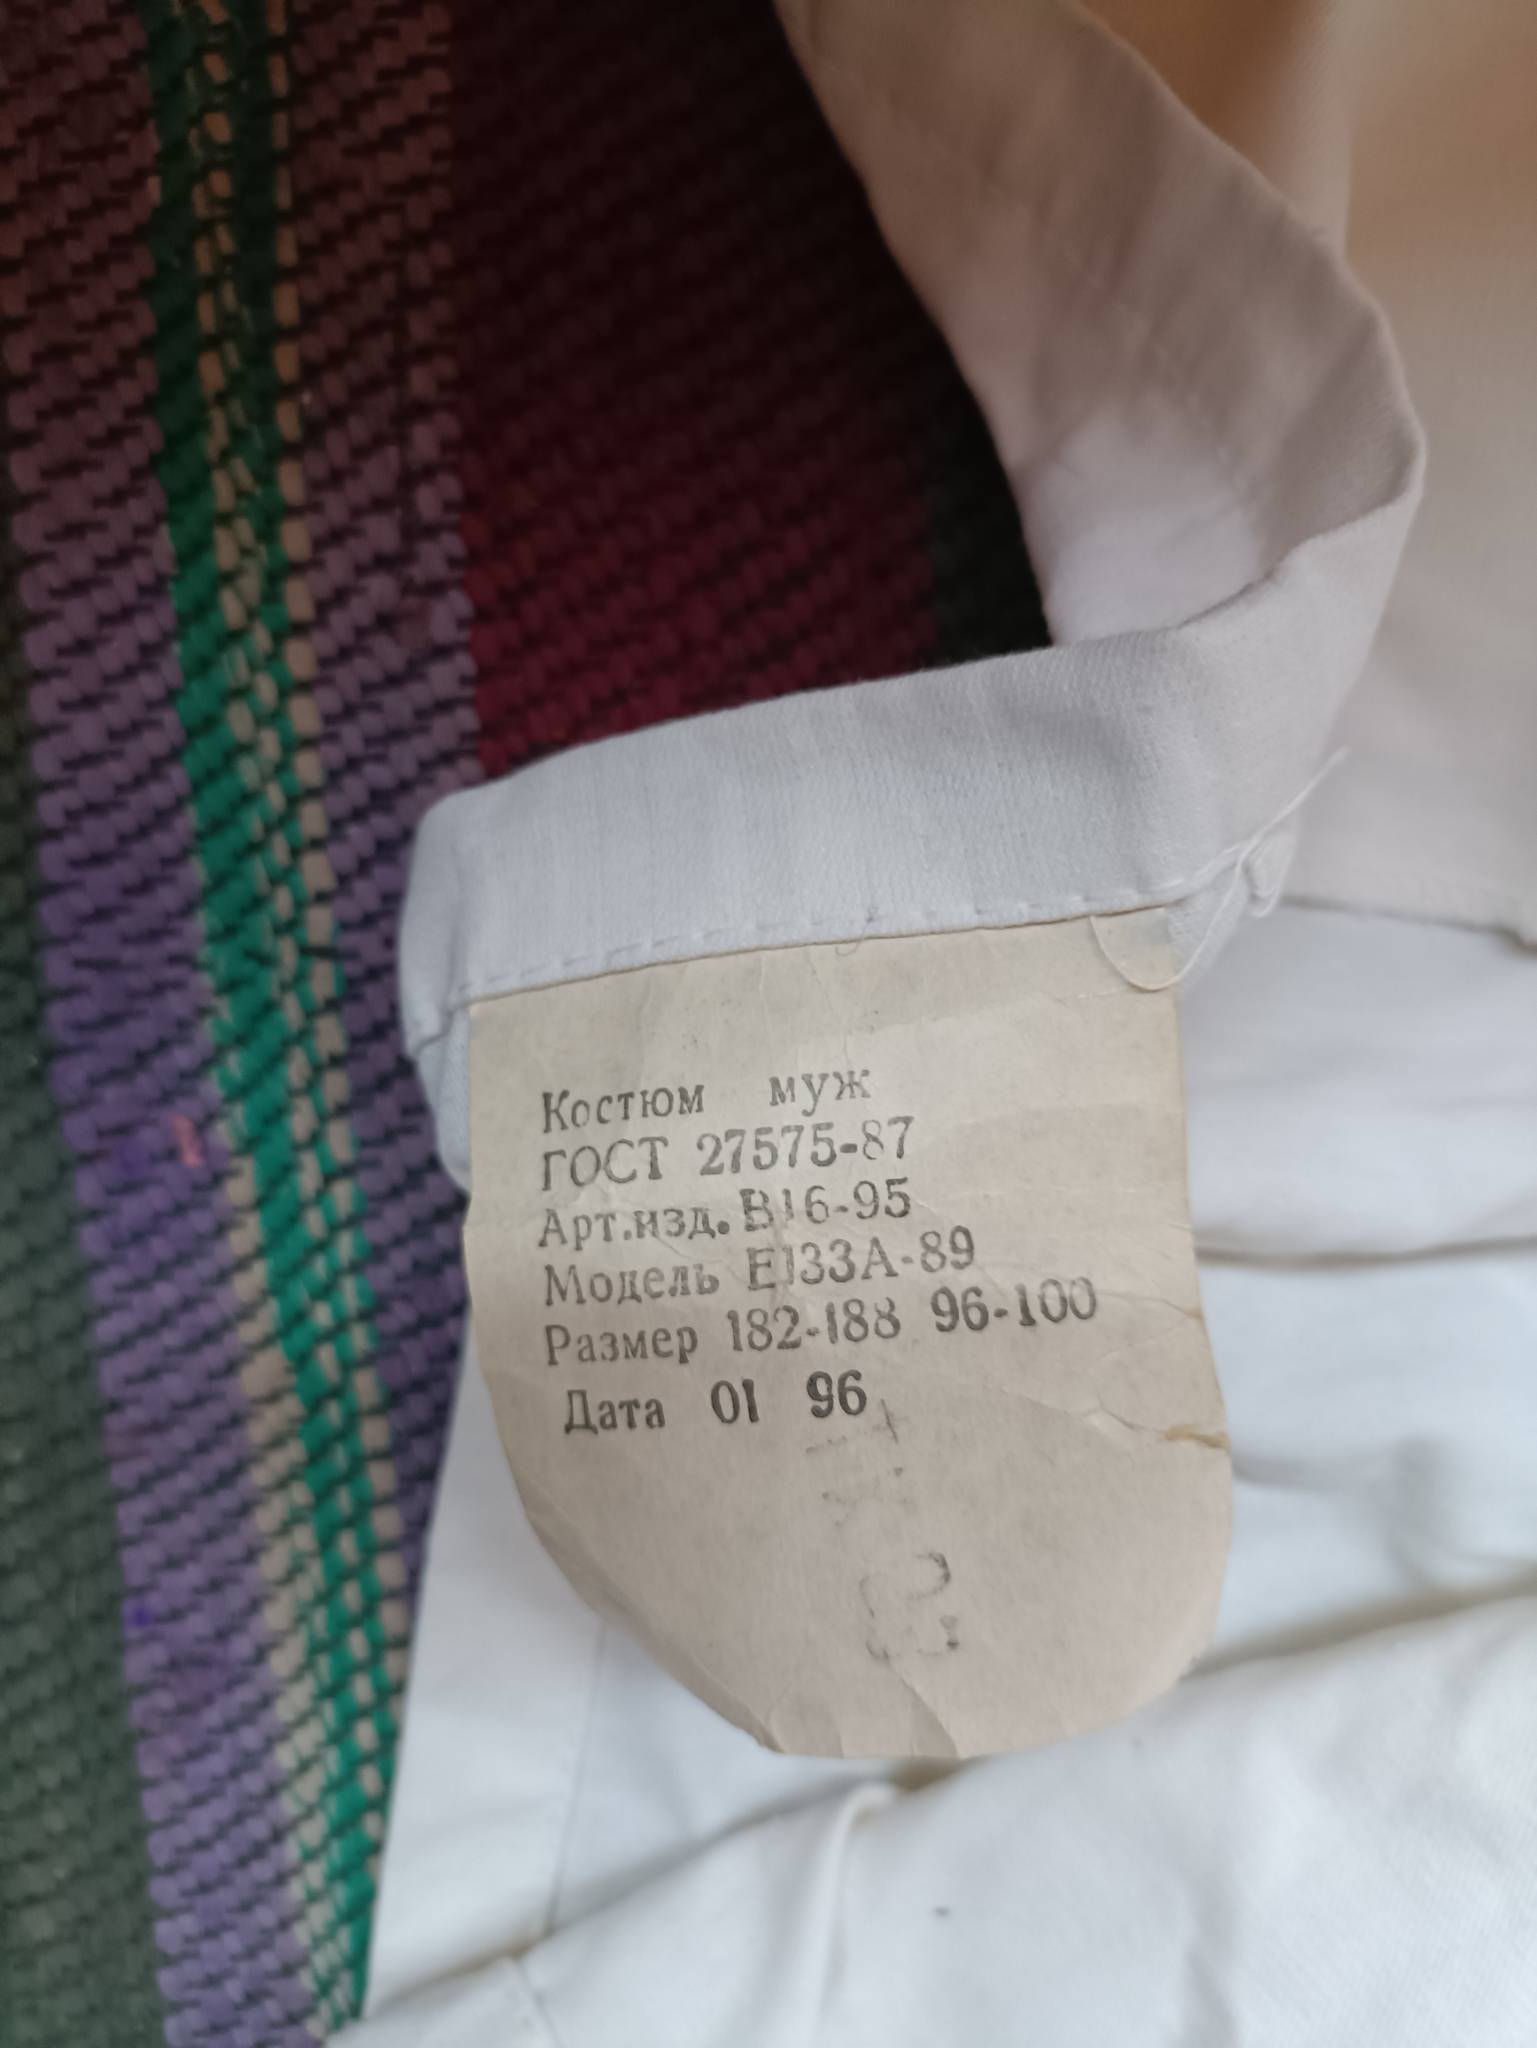 Костюм муж
ГОСТ 27575-87
Арт.изд. В16-95
Модель Е133А-89
Размер 182-188 96-100
Дата 01 96